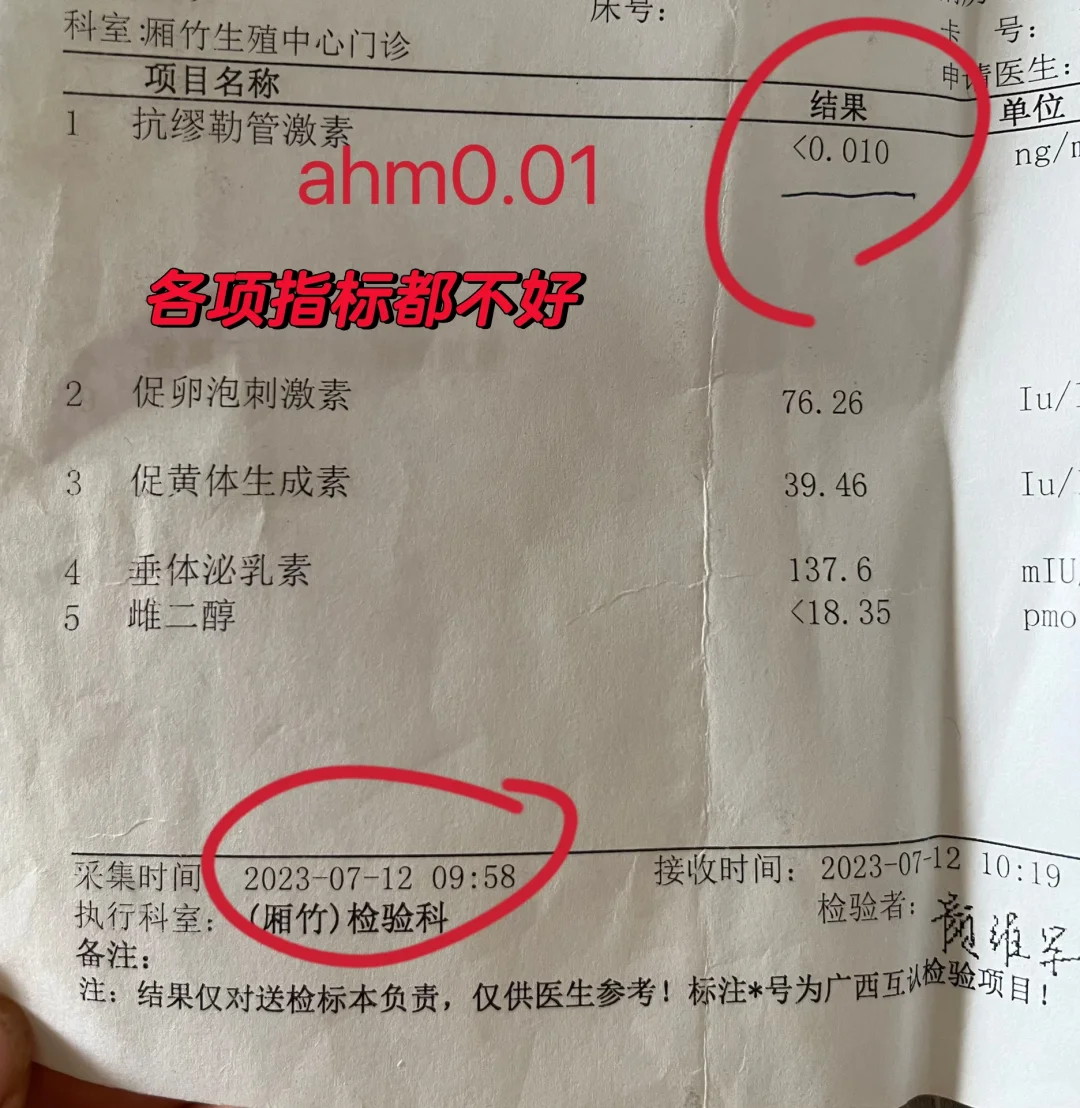 床号:
科室:厢竹生殖中心门诊
卡 号:
申请医生:
项目名称 结果 单位
1 抗缪勒管激素 <0.010 ng/m
ahm0.01
各项指标都不好
2 促卵泡刺激素 76.26 Iu/
3 促黄体生成素 39.46 Iu/
4 垂体泌乳素 137.6 mIU/
5 雌二醇 <18.35 pmo
采集时间 2023-07-12 09:58 接收时间: 2023-07-12 10:19
执行科室: (厢竹)检验科 检验者:
备注:
注: 结果仅对送检标本负责, 仅供医生参考! 标注*号为广西互认检验项目!